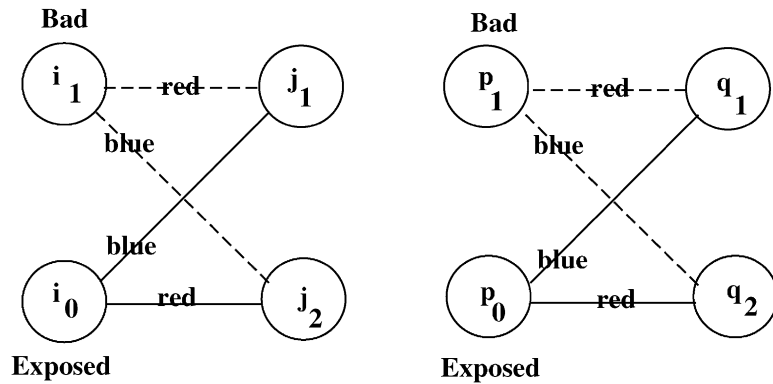 Bad
i1
red
j1
blue
blue
i0
red
j2
Exposed
Bad
p1
red
q1
blue
blue
p0
red
q2
Exposed